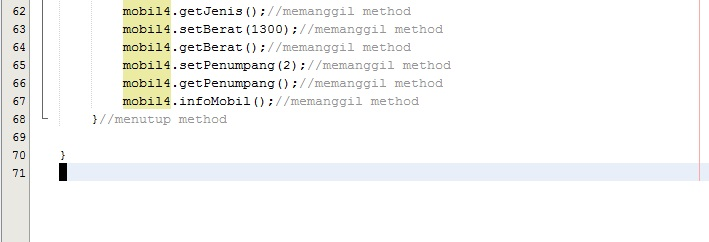 62 mobil4.getJenis();//memanggil method
63 mobil4.setBerat(1300);//memanggil method
64 mobil4.getBerat();//memanggil method
65 mobil4.setPenumpang(2);//memanggil method
66 mobil4.getPenumpang();//memanggil method
67 mobil4.infoMobil();//memanggil method
68 }//menutup method
69
70 }
71